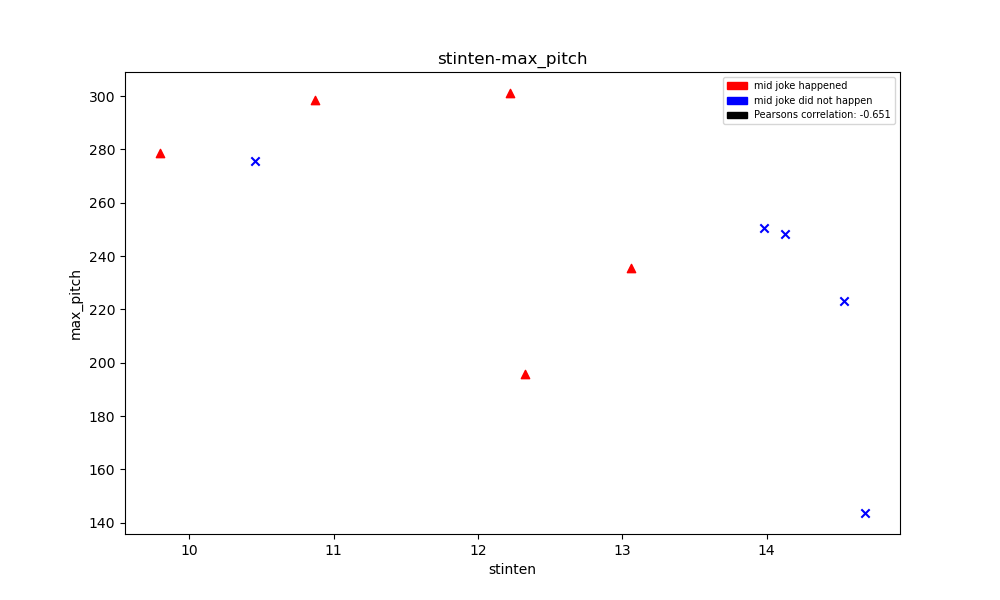 stinten-max_pitch
mid joke happened
mid joke did not happen
Pearsons correlation: -0.651
max_pitch
300
280
260
240
220
200
180
160
140
10 11 12 13 14
stinten